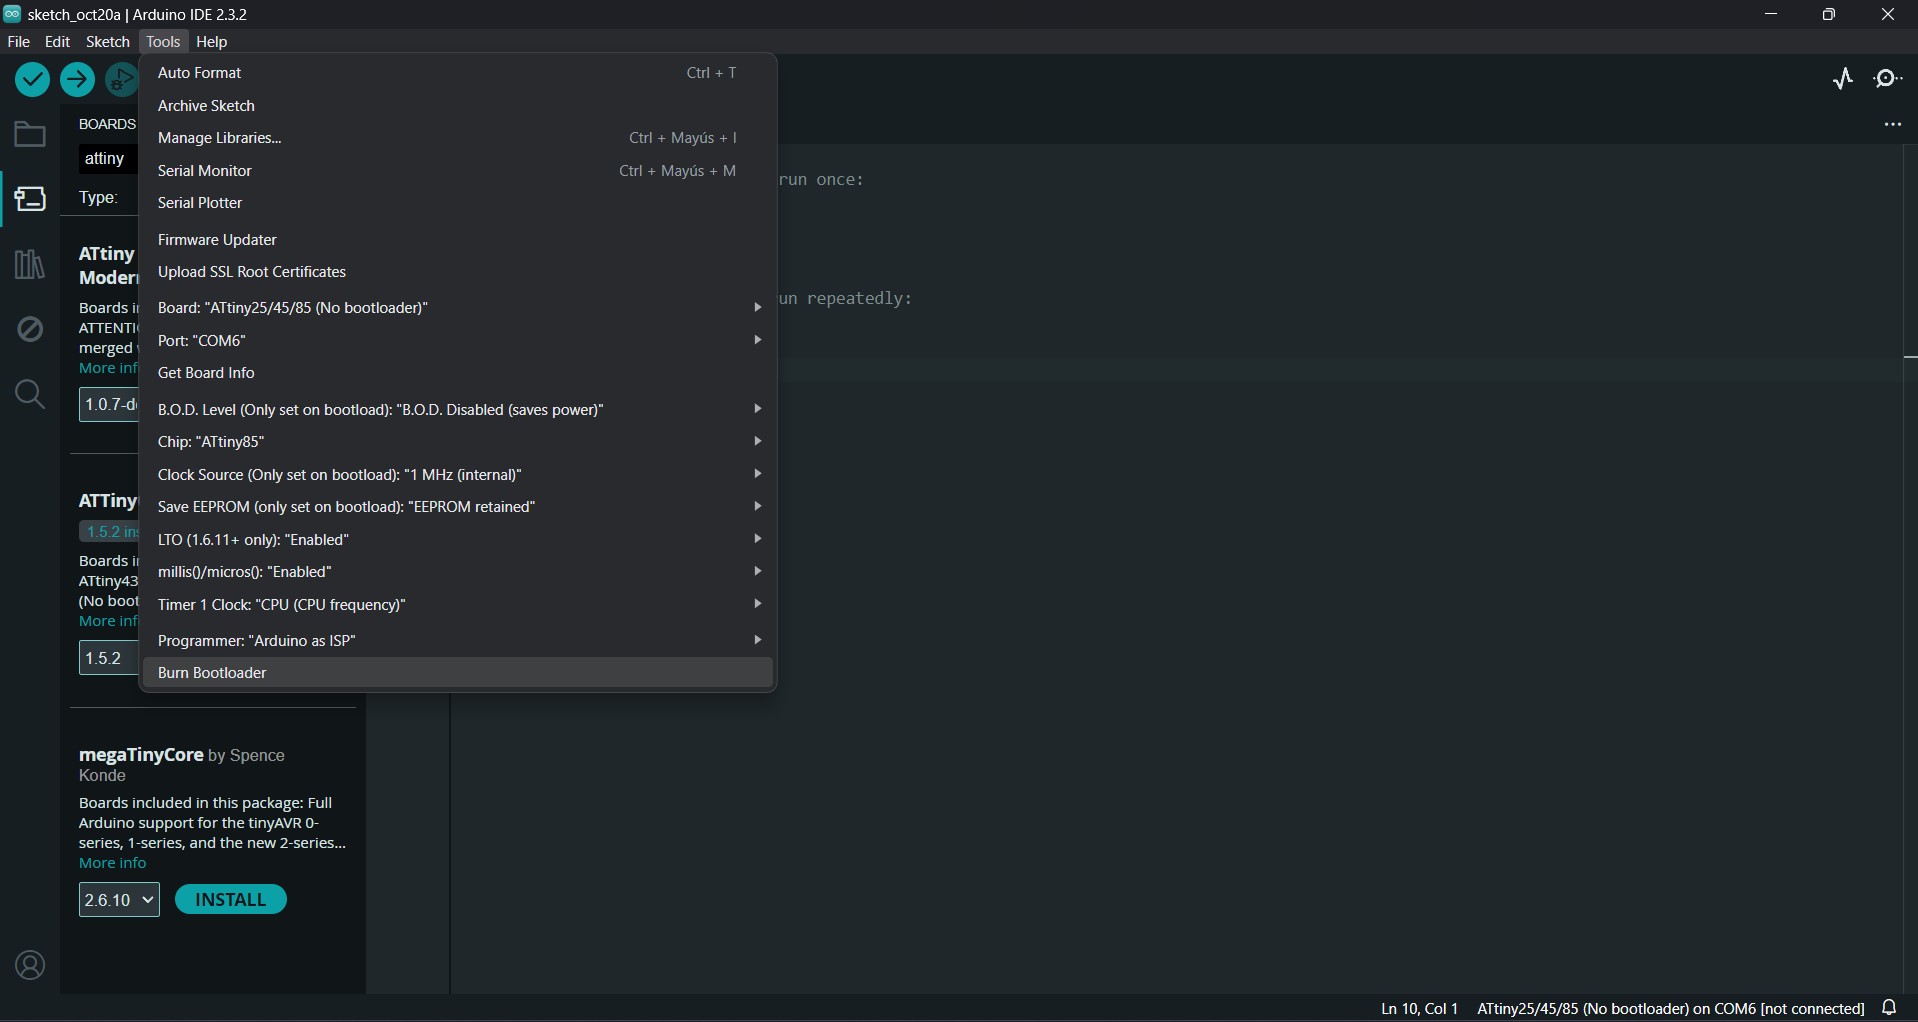 sketch_oct20a | Arduino IDE 2.3.2
File Edit Sketch Tools Help
BOARDS
attiny
Type:
ATtiny
Boards
merged
More
1.0.7-
1.5.2
Boards
(No
More
1.5.2
megaTinyCore by Spence
Konde
Boards included in this package: Full
Arduino support for the tinyAVR 0-
series, 1-series, and the new 2-series...
More info
2.6.10 INSTALL
Auto Format Ctrl + T
Archive Sketch
Manage Libraries... Ctrl + Mayús + I
Serial Monitor Ctrl + Mayús + M
Serial Plotter
Firmware Updater
Upload SSL Root Certificates
Board: "ATtiny25/45/85 (No bootloader)"
Port: "COM6"
Get Board Info
B.O.D. Level (Only set on bootload): "B.O.D. Disabled (saves power)"
Chip: "ATtiny85"
Clock Source (Only set on bootload): "1 MHz (internal)"
Save EEPROM (only set on bootload): "EEPROM retained"
LTO (1.6.11+ only): "Enabled"
millis()/micros(): "Enabled"
Timer 1 Clock: "CPU (CPU frequency)"
Programmer: "Arduino as ISP"
Burn Bootloader
run once:
un repeatedly:
Ln 10, Col 1 ATtiny25/45/85 (No bootloader) on COM6 [not connected]